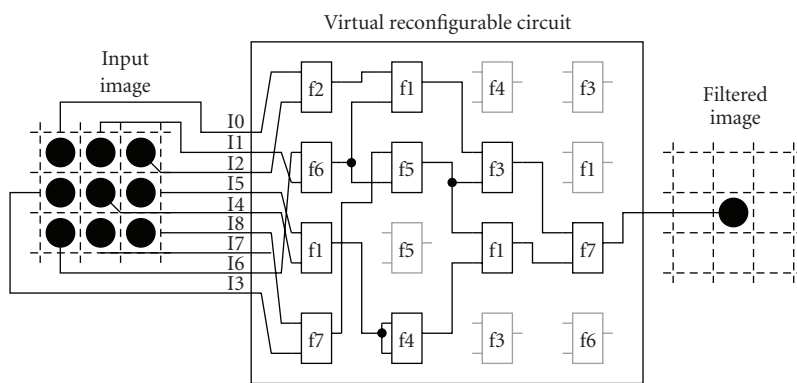 Virtual reconfigurable circuit
Input
image
Filtered
image
I0
I1
I2
I5
I4
I8
I7
I6
I3
f2
f1
f4
f3
f6
f5
f3
f1
f1
f5
f1
f7
f7
f4
f3
f6